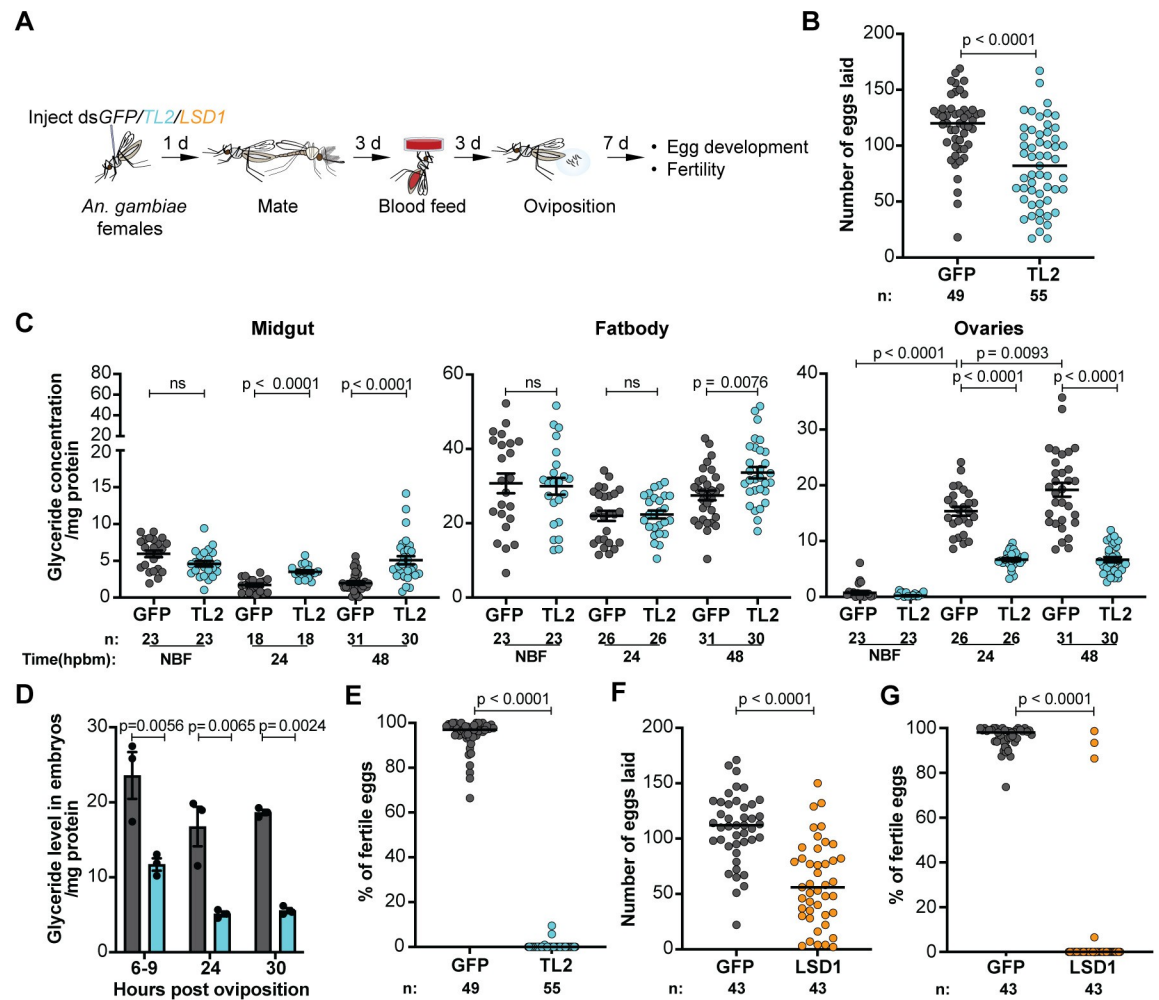 A
Inject dsGFP/TL2/LSD1
1 d
3 d
3 d
7 d
• Egg development
• Fertility
An. gambiae
females
Mate
Blood feed
Oviposition
B
p < 0.0001
Number of eggs laid
200
150
100
50
0
GFP TL2
n: 49 55
C
Midgut
Fatbody
Ovaries
Glyceride concentration
/mg protein
80
60
40
20
20
15
10
5
0
ns
p < 0.0001
p < 0.0001
GFP TL2 GFP TL2 GFP TL2
n: 23 23 18 18 31 30
Time(hpbm): NBF 24 48
60
40
20
0
ns
ns
p = 0.0076
GFP TL2 GFP TL2 GFP TL2
23 23 26 26 31 30
NBF 24 48
40
30
20
10
0
p < 0.0001
p = 0.0093
p < 0.0001
p < 0.0001
GFP TL2 GFP TL2 GFP TL2
23 23 26 26 31 30
NBF 24 48
D
Glyceride level in embryos
/mg protein
30
20
10
0
p=0.0056
p= 0.0065
p= 0.0024
6-9 24 30
Hours post oviposition
E
p < 0.0001
% of fertile eggs
100
80
60
40
20
0
GFP TL2
n: 49 55
F
p < 0.0001
Number of eggs laid
200
150
100
50
0
GFP LSD1
n: 43 43
G
p < 0.0001
% of fertile eggs
100
80
60
40
20
0
GFP LSD1
n: 43 43